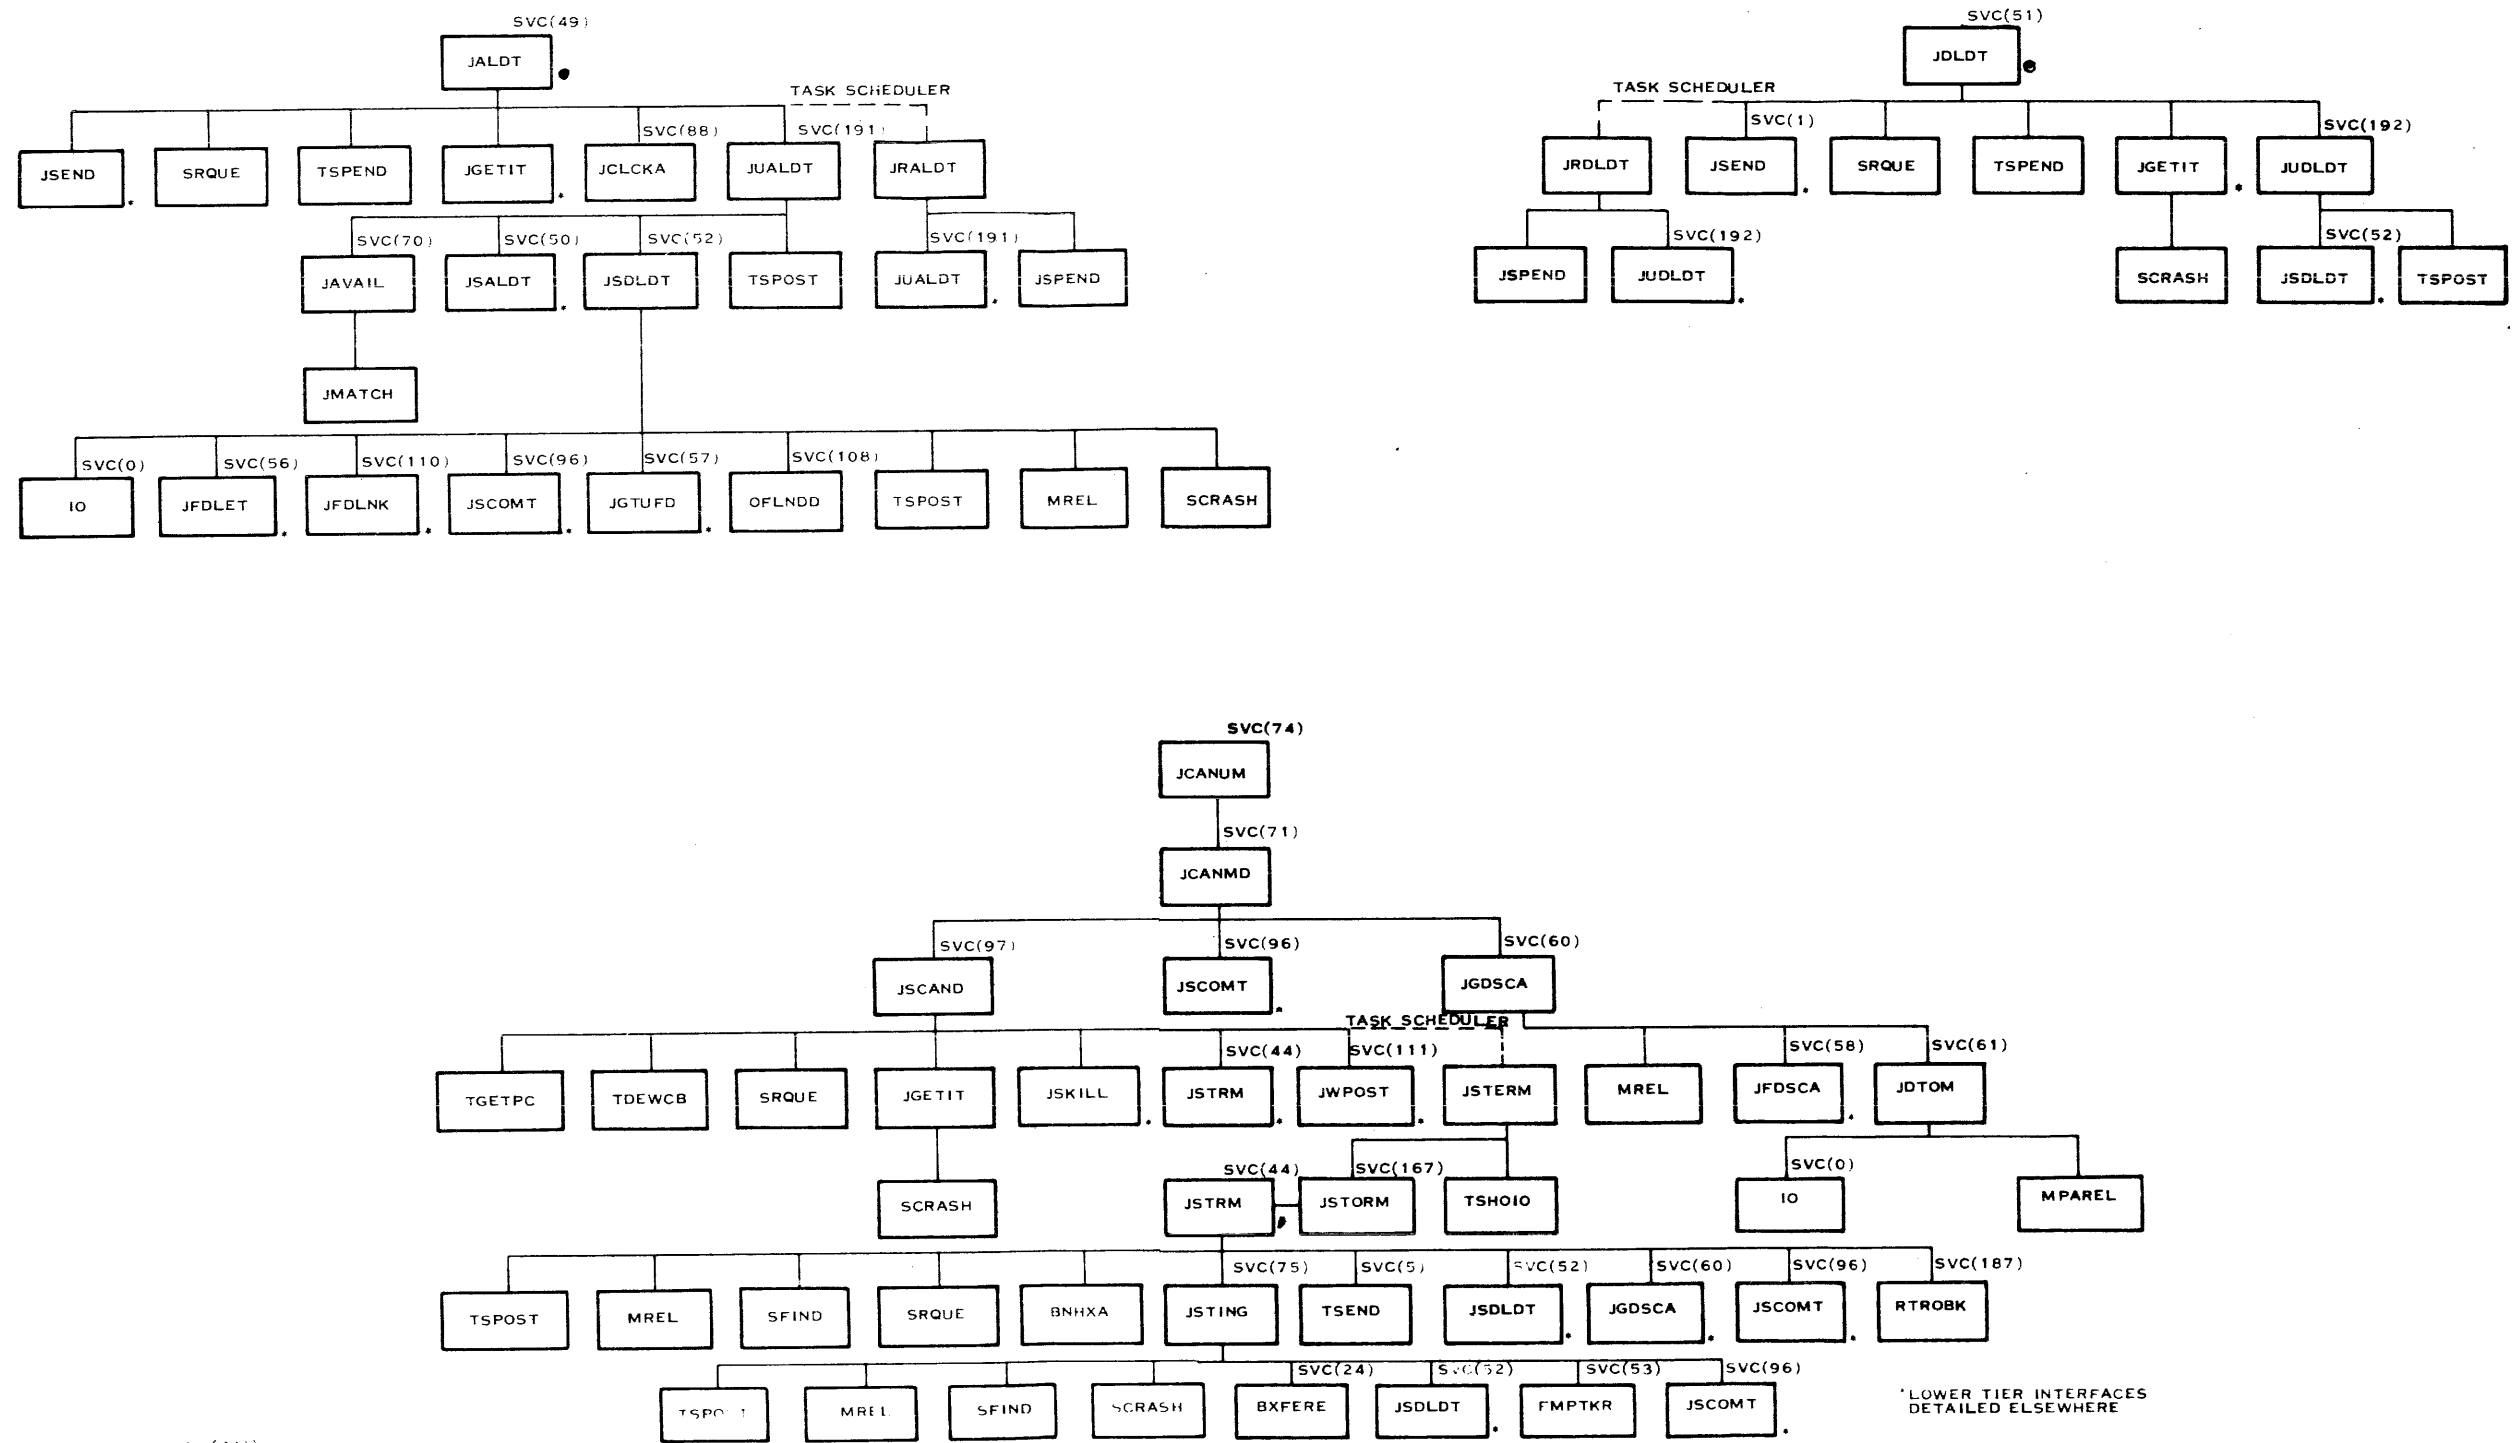 SVC(49)
JALDT
TASK SCHEDULER
SVC(88) SVC(191)
JSEND * SRQUE TSPEND JGETIT * JCLCKA JUALDT JRALDT
SVC(70) SVC(50) SVC(52) SVC(191)
JAVAIL JSALDT * JSDLDT TSPOST JUALDT * JSPEND
JMATCH
SVC(0) SVC(56) SVC(110) SVC(96) SVC(57) SVC(108)
IO JFDLET * JFDLNK * JSCOMT * JGTUFD * OFLNDD TSPOST MREL SCRASH
SVC(51)
JDLDT
TASK SCHEDULER
SVC(1) SVC(192)
JRDLDT JSEND * SRQUE TSPEND JGETIT * JUDLDT
SVC(192) SVC(52)
JSPEND JUDLDT * SCRASH JSDLDT * TSPOST
SVC(74)
JCANUM
SVC(71)
JCANMD
SVC(97) SVC(96) SVC(60)
JSCAND JSCOMT * JGDSCA
TASK SCHEDULER
SVC(44) SVC(111) SVC(58) SVC(61)
TGETPC TDEWCB SRQUE JGETIT JSKILL * JSTRM * JWPOST * JSTERM MREL JFDSCA * JDTOM
SVC(44) SVC(167) SVC(0)
SCRASH JSTRM JSTORM TSHOIO IO MPAREL
SVC(75) SVC(5) SVC(52) SVC(60) SVC(96) SVC(187)
TSPOST MREL SFIND SRQUE BNHXA JSTING TSEND JSDLDT * JGDSCA * JSCOMT * RTROBK
SVC(24) SVC(52) SVC(53) SVC(96)
MREL SFIND SCRASH BXFERE JSDLDT * FMPTKR JSCOMT *
*LOWER TIER INTERFACES
DETAILED ELSEWHERE